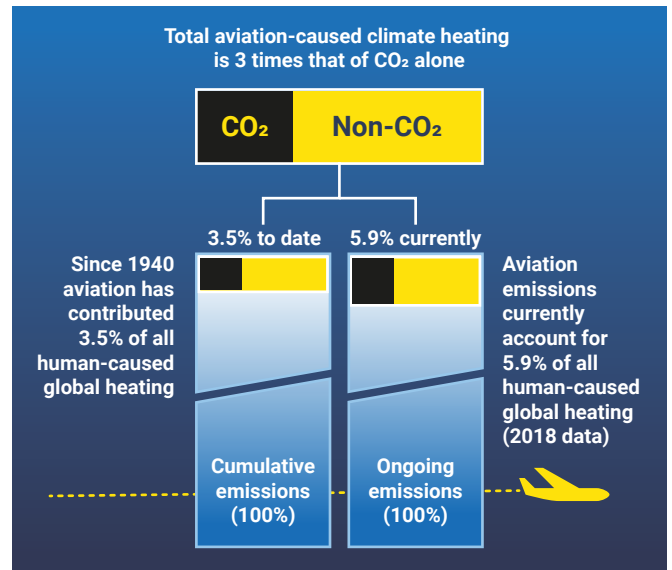 Total aviation-caused climate heating
is 3 times that of CO₂ alone
CO₂
Non-CO₂
3.5% to date
5.9% currently
Since 1940
aviation has
contributed
3.5% of all
human-caused
global heating
Aviation
emissions
currently
account for
5.9% of all
human-caused
global heating
(2018 data)
Cumulative
emissions
(100%)
Ongoing
emissions
(100%)